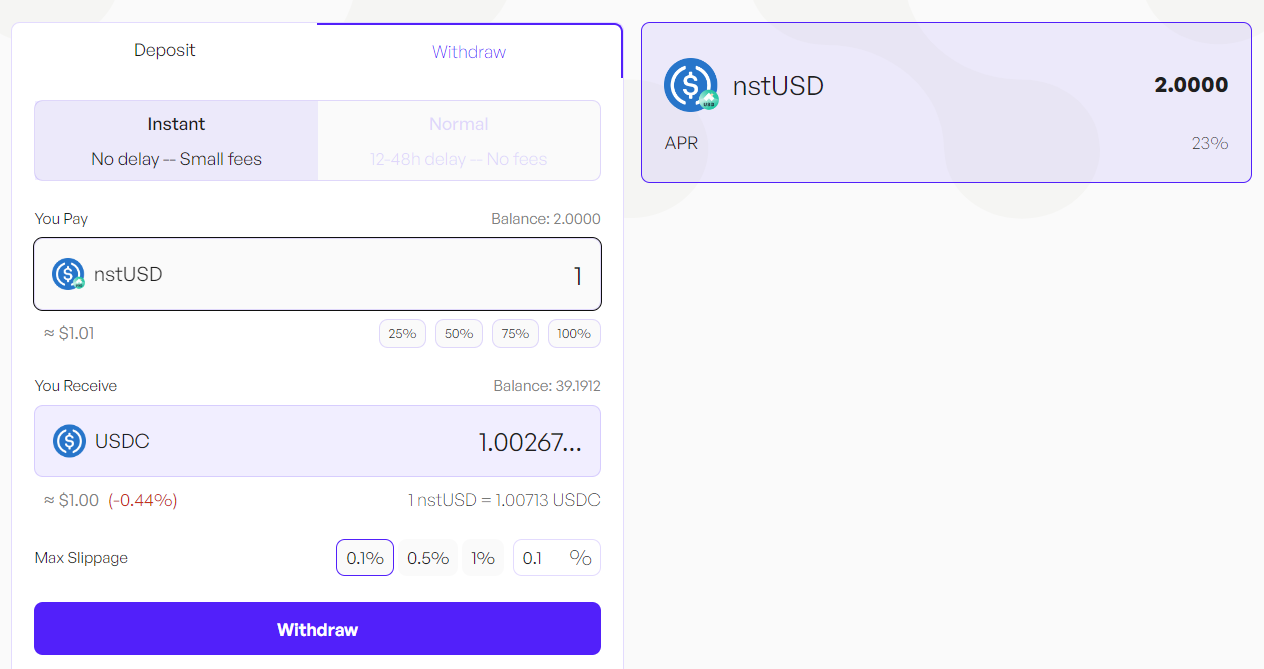 Deposit
Withdraw
Instant
No delay -- Small fees
Normal
12-48h delay -- No fees
You Pay
Balance: 2.0000
nstUSD
1
≈ $1.01
25%
50%
75%
100%
You Receive
Balance: 39.1912
USDC
1.00267...
≈ $1.00 (-0.44%)
1 nstUSD = 1.00713 USDC
Max Slippage
0.1%
0.5%
1%
0.1 %
Withdraw
nstUSD
2.0000
APR
23%